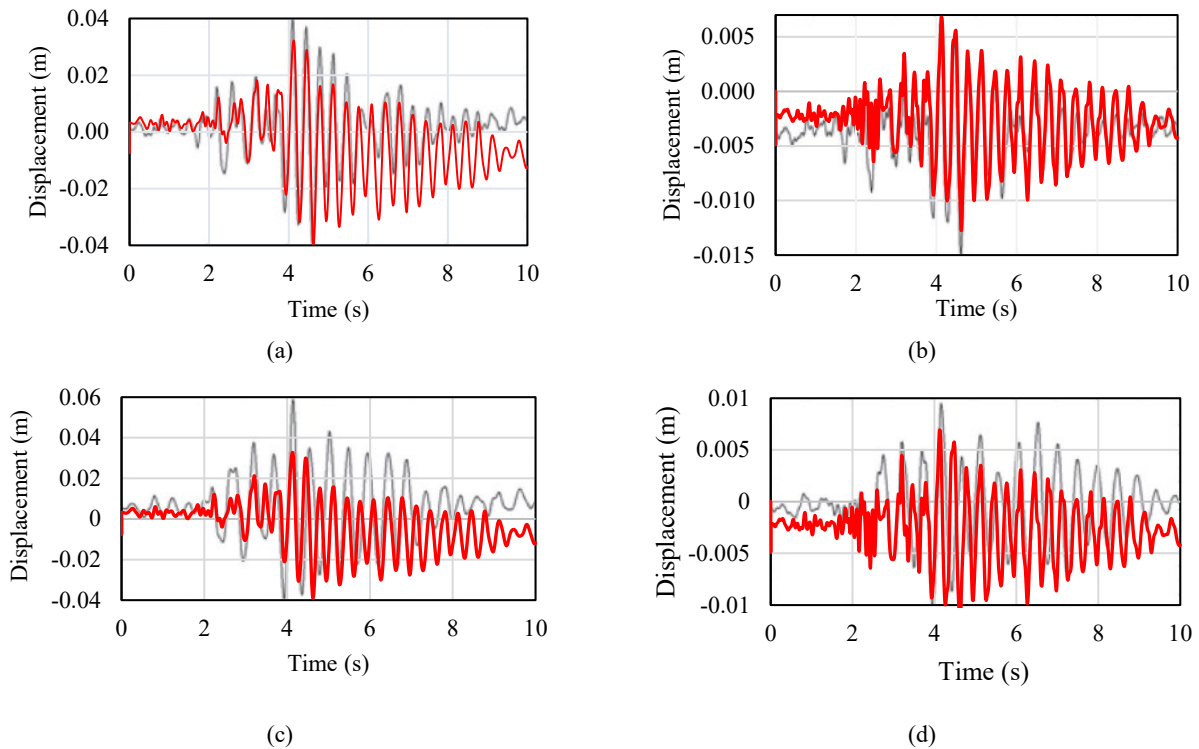 Displacement (m)
0.04
0.02
0.00
-0.02
-0.04
0 2 4 6 8 10
Time (s)
(a)
Displacement (m)
0.005
0.000
-0.005
-0.010
-0.015
0 2 4 6 8 10
Time (s)
(b)
Displacement (m)
0.06
0.04
0.02
0
-0.02
-0.04
0 2 4 6 8 10
Time (s)
(c)
Displacement (m)
0.01
0.005
0
-0.005
-0.01
0 2 4 6 8 10
Time (s)
(d)